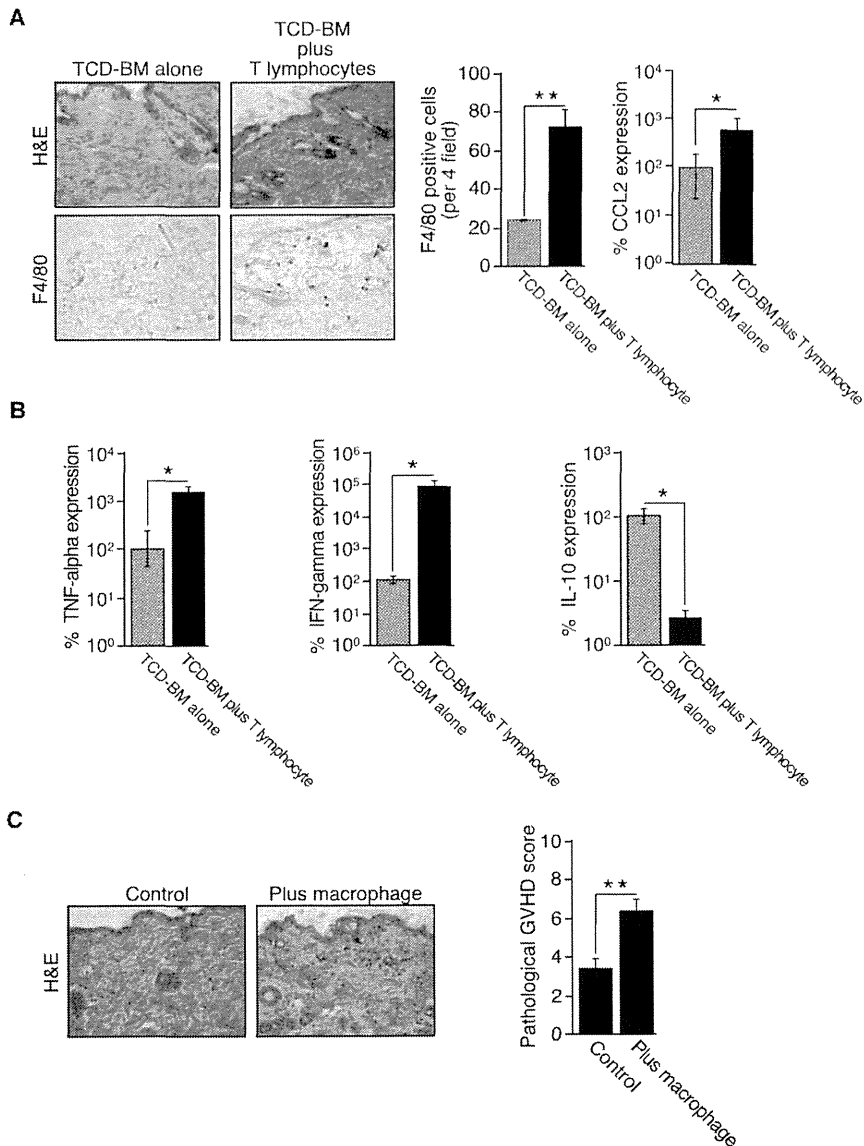 A
TCD-BM alone
TCD-BM
plus
T lymphocytes
H&E
F4/80
F4/80 positive cells
(per 4 field)
100
80
60
40
20
0
**
TCD-BM alone
TCD-BM plus T lymphocyte
% CCL2 expression
10⁴
10³
10²
10¹
10⁰
*
TCD-BM alone
TCD-BM plus T lymphocyte
B
% TNF-alpha expression
10⁴
10³
10²
10¹
10⁰
*
TCD-BM alone
TCD-BM plus T lymphocyte
% IFN-gamma expression
10⁶
10⁵
10⁴
10³
10²
10¹
10⁰
*
TCD-BM alone
TCD-BM plus T lymphocyte
% IL-10 expression
10³
10²
10¹
10⁰
*
TCD-BM alone
TCD-BM plus T lymphocyte
C
Control
Plus macrophage
H&E
Pathological GVHD score
10
8
6
4
2
0
**
Control
Plus macrophage